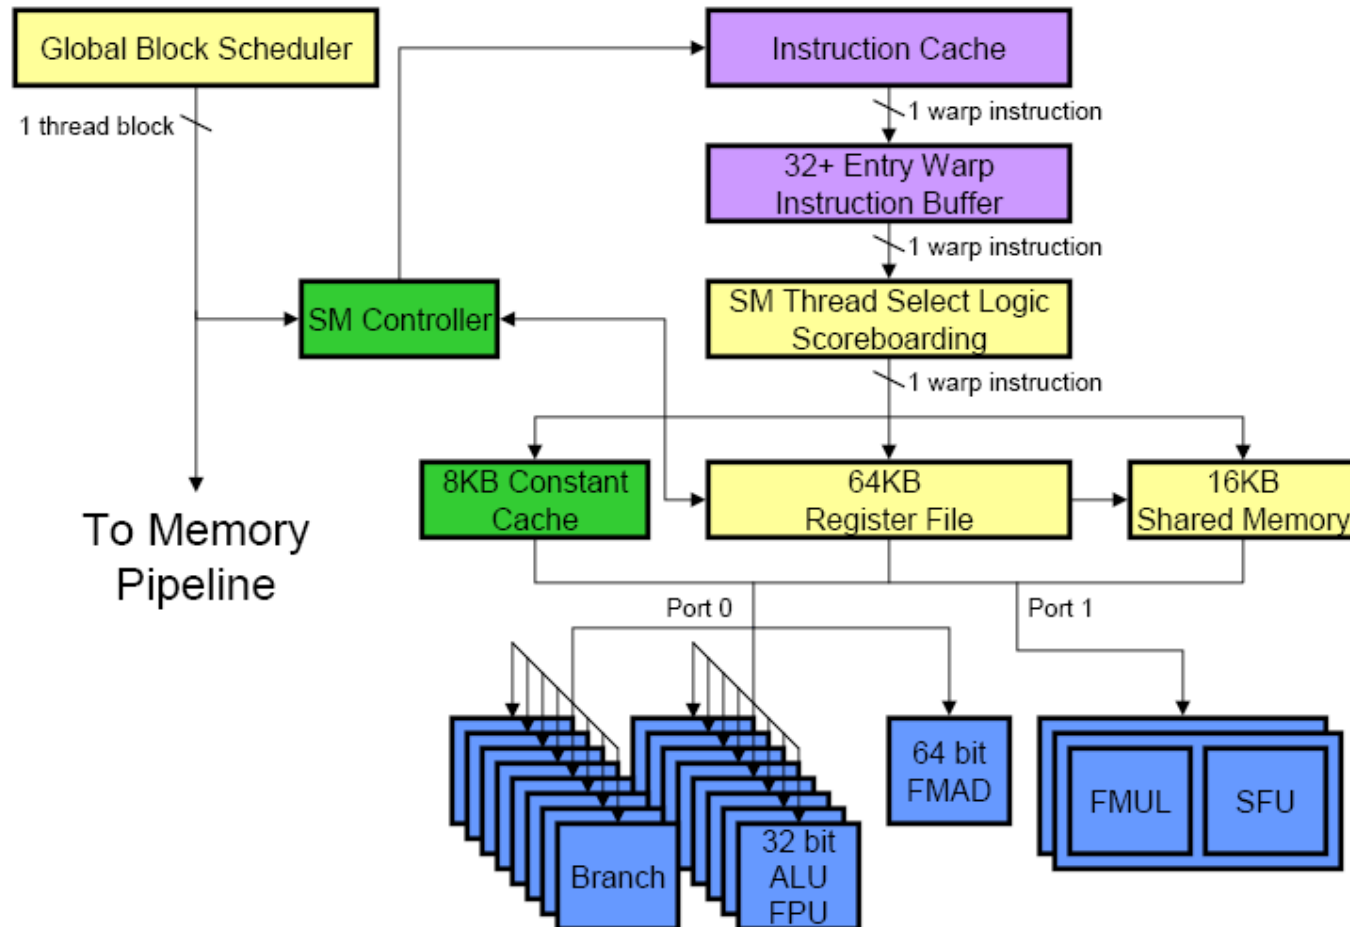 Global Block Scheduler
Instruction Cache
1 thread block
1 warp instruction
32+ Entry Warp
Instruction Buffer
1 warp instruction
SM Controller
SM Thread Select Logic
Scoreboarding
1 warp instruction
8KB Constant
Cache
64KB
Register File
16KB
Shared Memory
To Memory
Pipeline
Port 0
Port 1
Branch
32 bit
ALU
FPU
64 bit
FMAD
FMUL
SFU